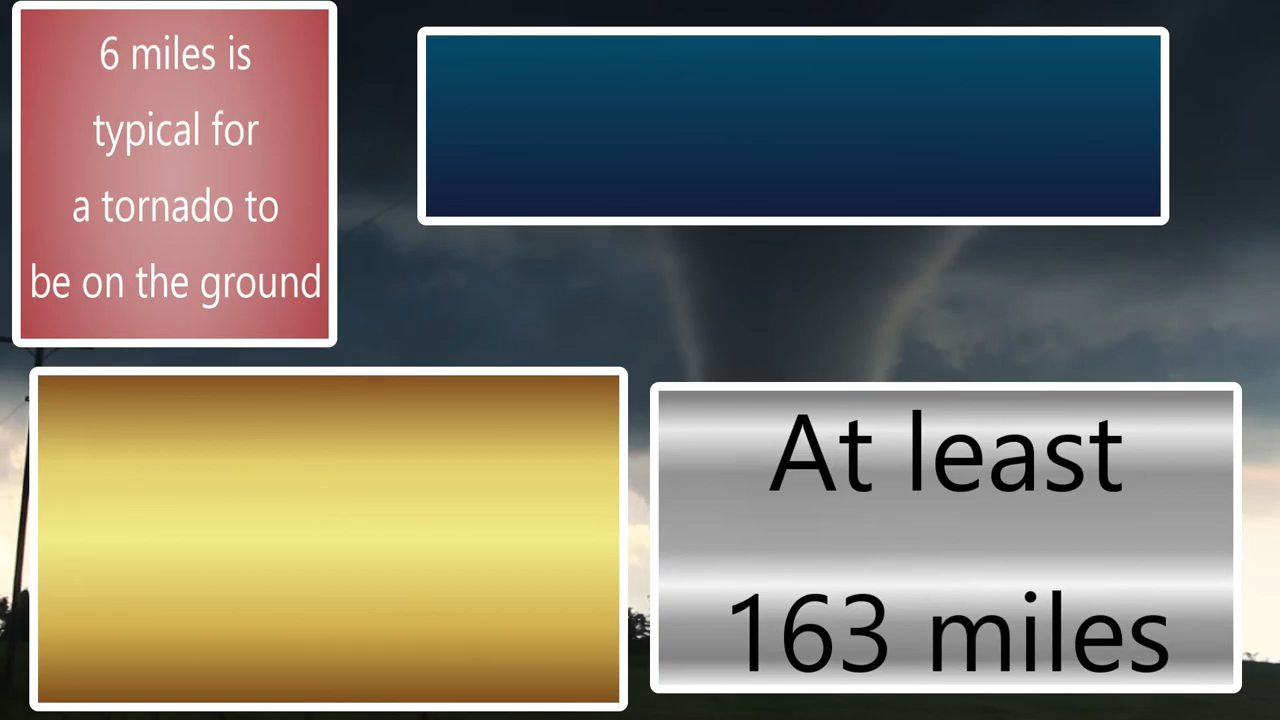 6 miles is
typical for
a tornado to
be on the ground
At least
163 miles